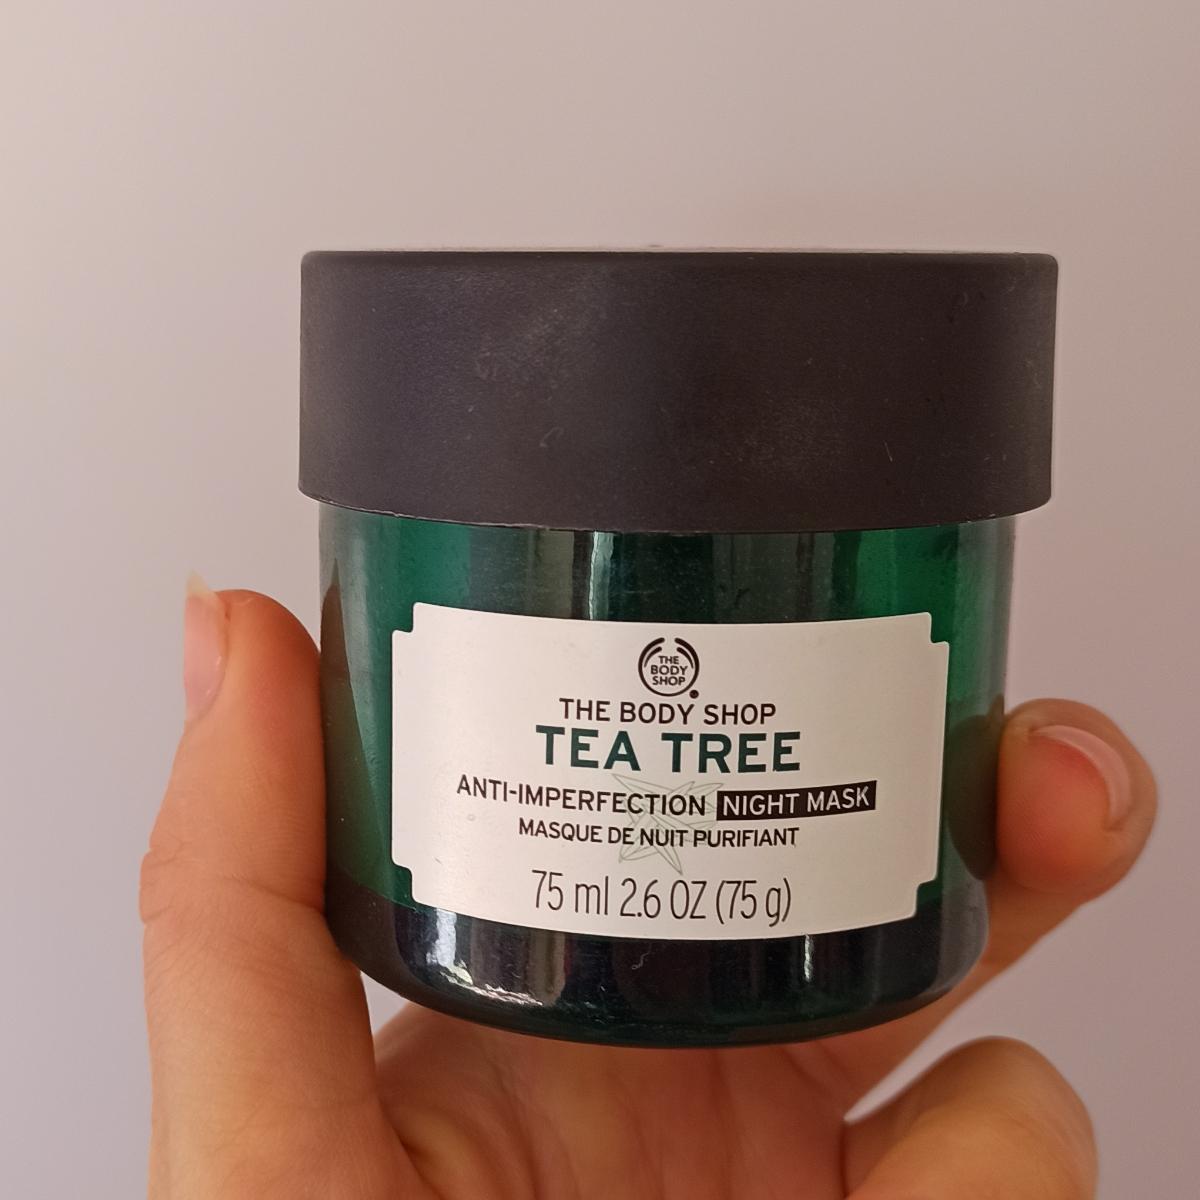 THE
BODY
SHOP
THE BODY SHOP
TEA TREE
ANTI-IMPERFECTION NIGHT MASK
MASQUE DE NUIT PURIFIANT
75 ml 2.6 OZ (75 g)